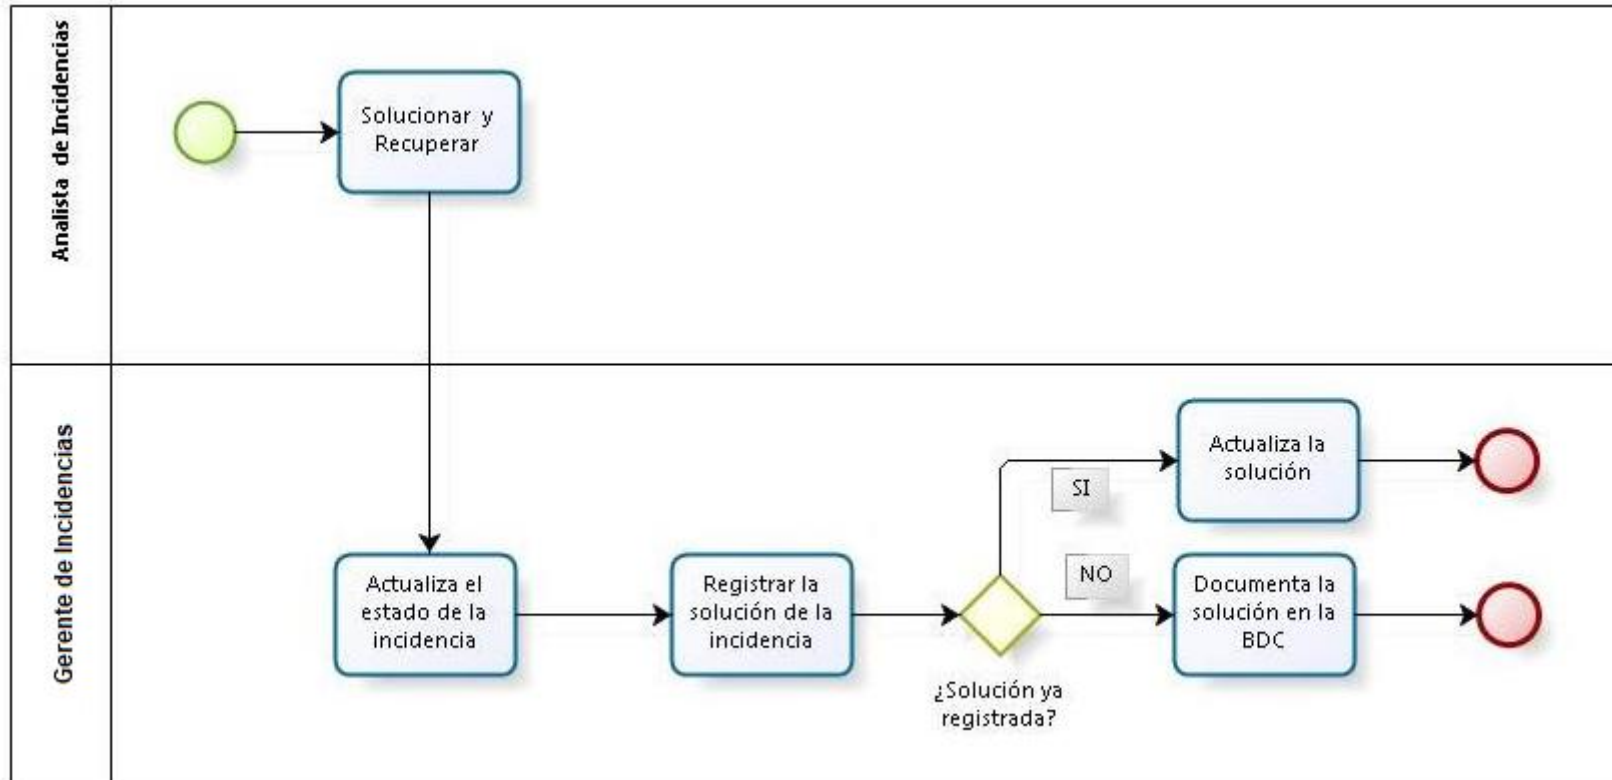 Analista de Incidencias
Solucionar y
Recuperar
Gerente de Incidencias
Actualiza el
estado de la
incidencia
Registrar la
solución de la
incidencia
¿Solución ya
registrada?
SI
Actualiza la
solución
NO
Documenta la
solución en la
BDC